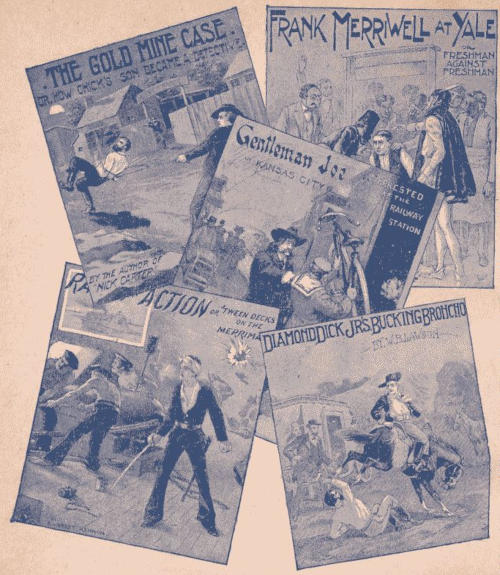 THE GOLD MINE CASE.
OR, HOW CHICK'S SON BECAME A DETECTIVE.
BY THE AUTHOR OF
"NICK CARTER"
FRANK MERRIWELL AT YALE
OR
FRESHMAN
AGAINST
FRESHMAN
Gentleman Joe
IN KANSAS CITY
THE
RAILWAY
STATION
ACTION OR 'TWEEN DECKS
ON THE
DIAMOND DICK JR'S BUCKING BRONCHO
BY W.B. LAWSON